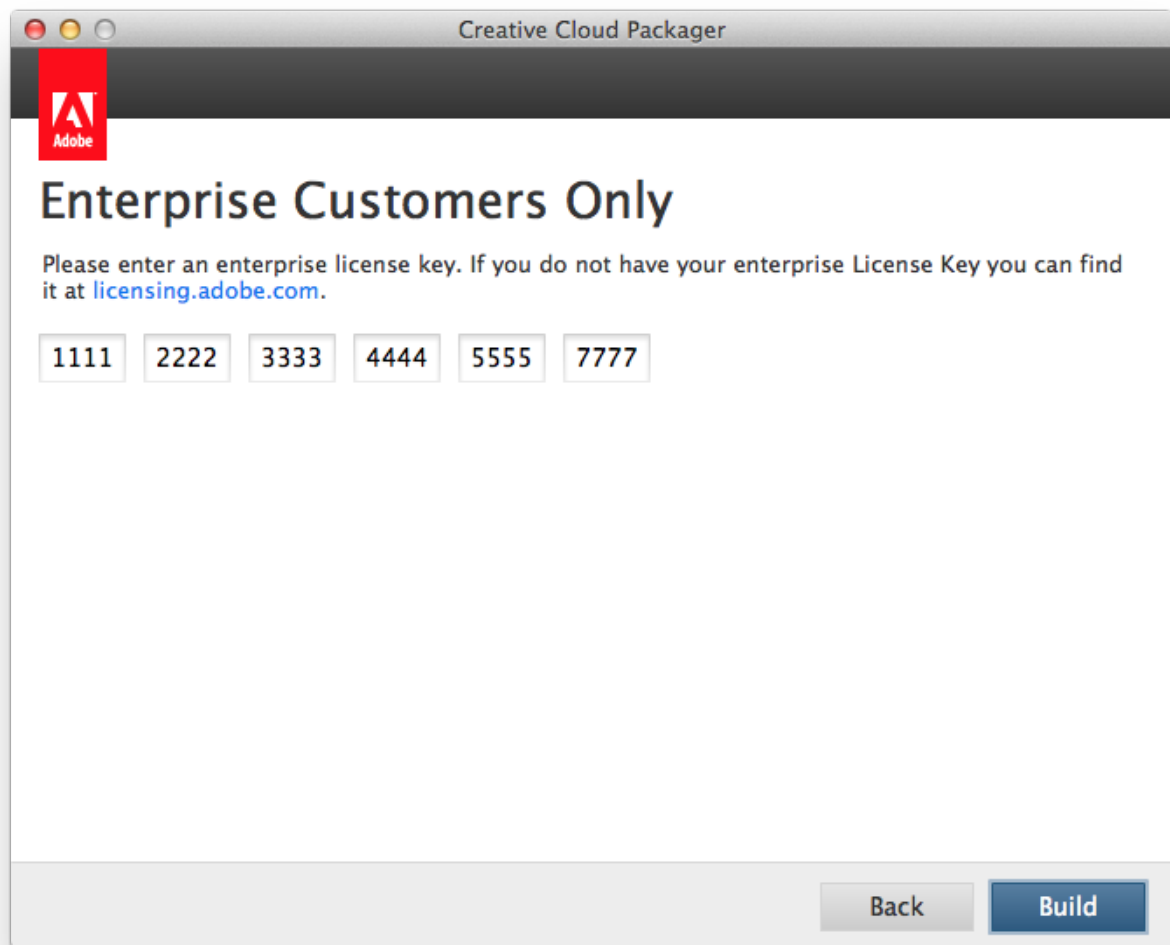 Creative Cloud Packager
Adobe
Enterprise Customers Only
Please enter an enterprise license key. If you do not have your enterprise License Key you can find
it at licensing.adobe.com.
1111 2222 3333 4444 5555 7777
Back Build